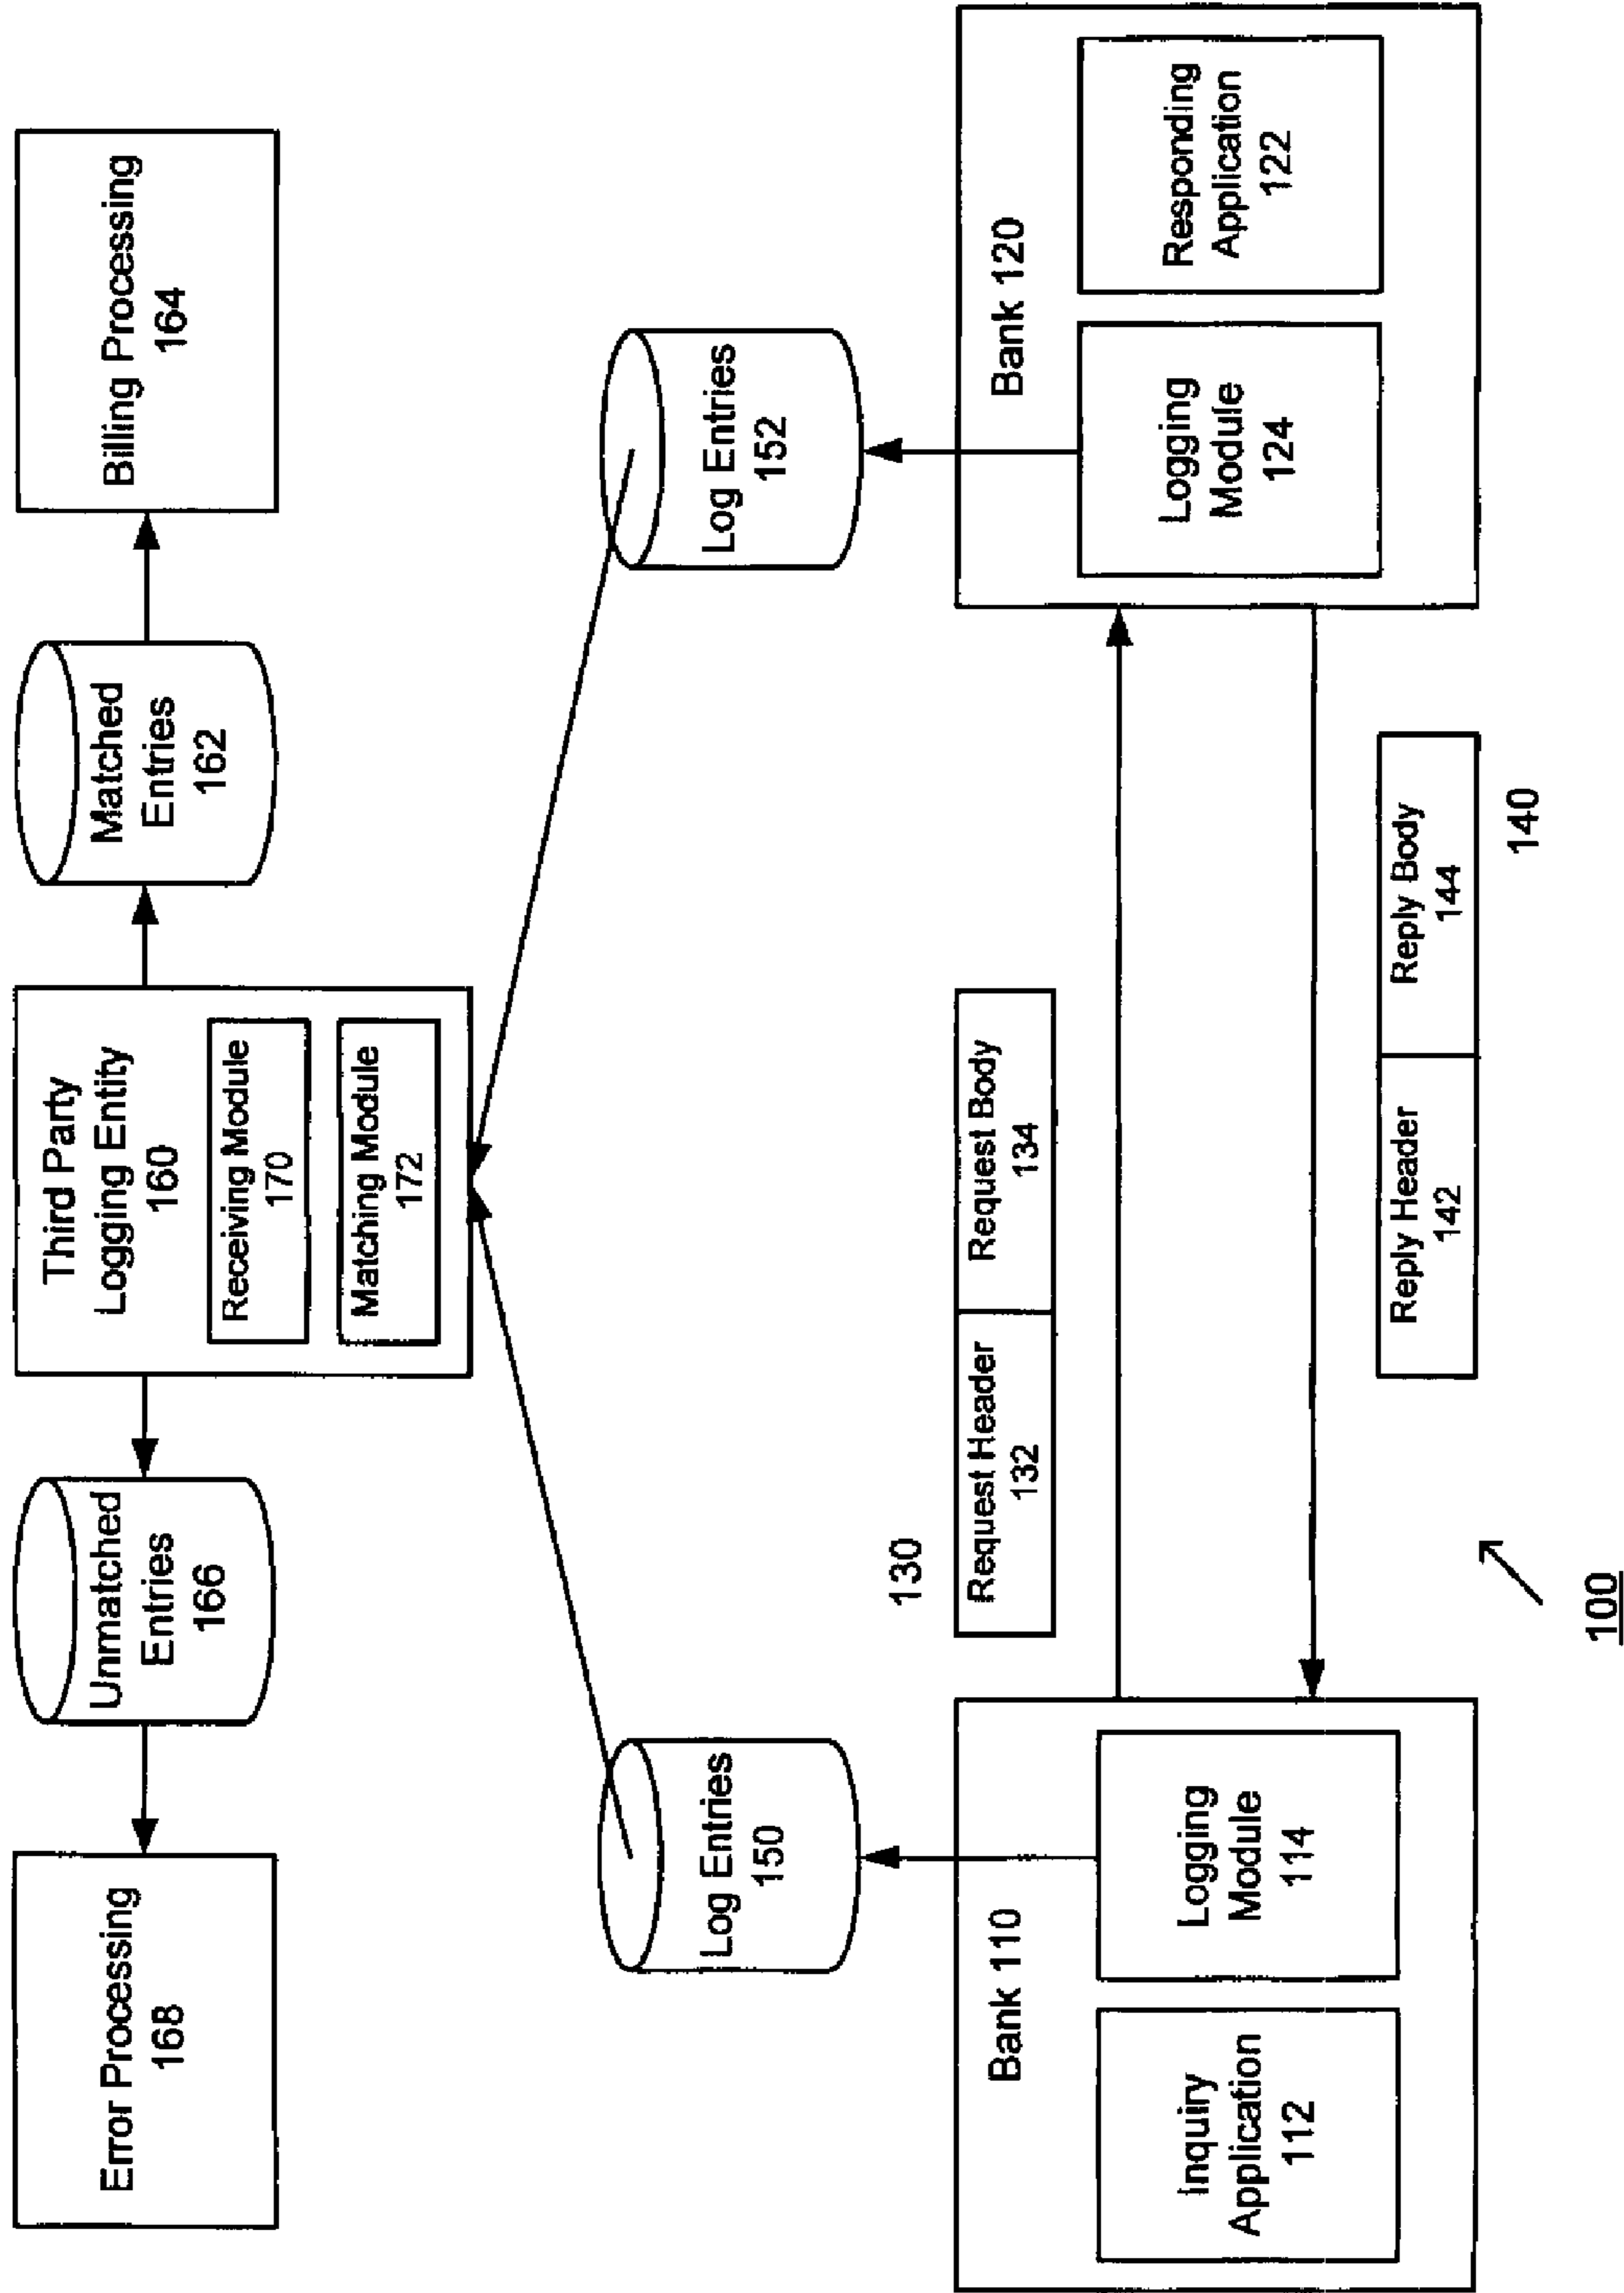 Error Processing
168
Unmatched
Entries
166
Third Party
Logging Entity
160
Receiving Module
170
Matching Module
172
Matched
Entries
162
Billing Processing
164
Log Entries
150
Log Entries
152
Bank 110
Inquiry
Application
112
Logging
Module
114
130
Request Header
132
Request Body
134
Reply Header
142
Reply Body
144
140
Bank 120
Logging
Module
124
Responding
Application
122
100